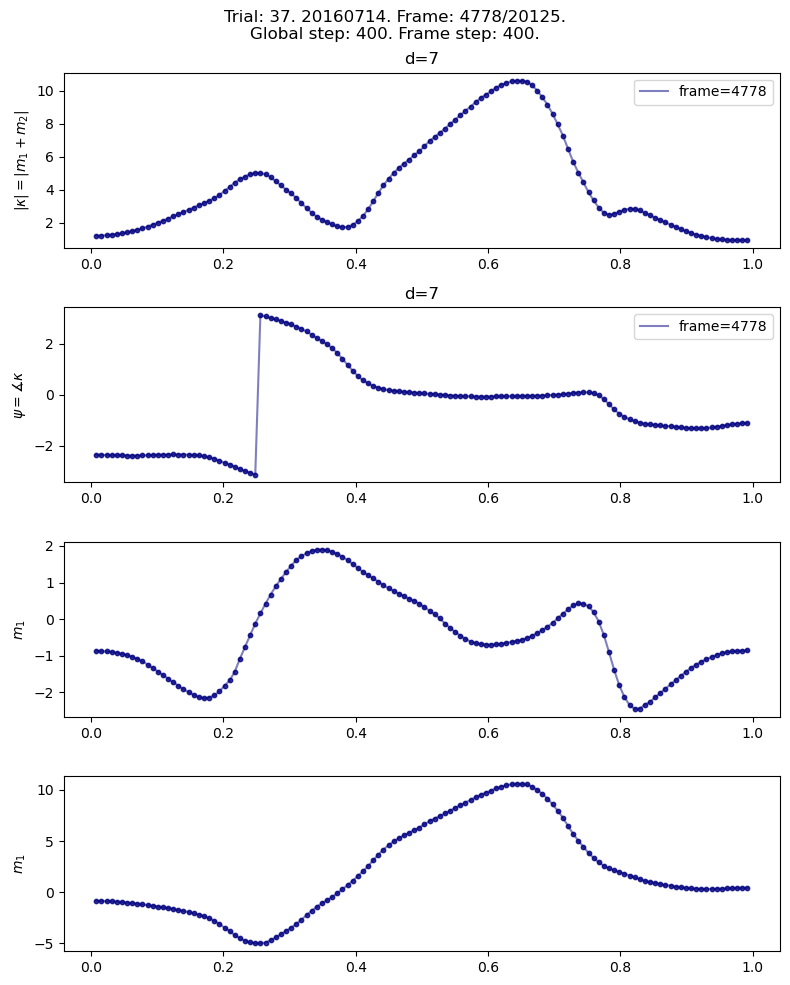 Trial: 37. 20160714. Frame: 4778/20125.
Global step: 400. Frame step: 400.
d=7
|κ| = |m₁ + m₂|
10
8
6
4
2
frame=4778
0.0 0.2 0.4 0.6 0.8 1.0
d=7
ψ = ∡κ
2
0
−2
frame=4778
0.0 0.2 0.4 0.6 0.8 1.0
m₁
2
1
0
−1
−2
0.0 0.2 0.4 0.6 0.8 1.0
m₁
10
5
0
−5
0.0 0.2 0.4 0.6 0.8 1.0